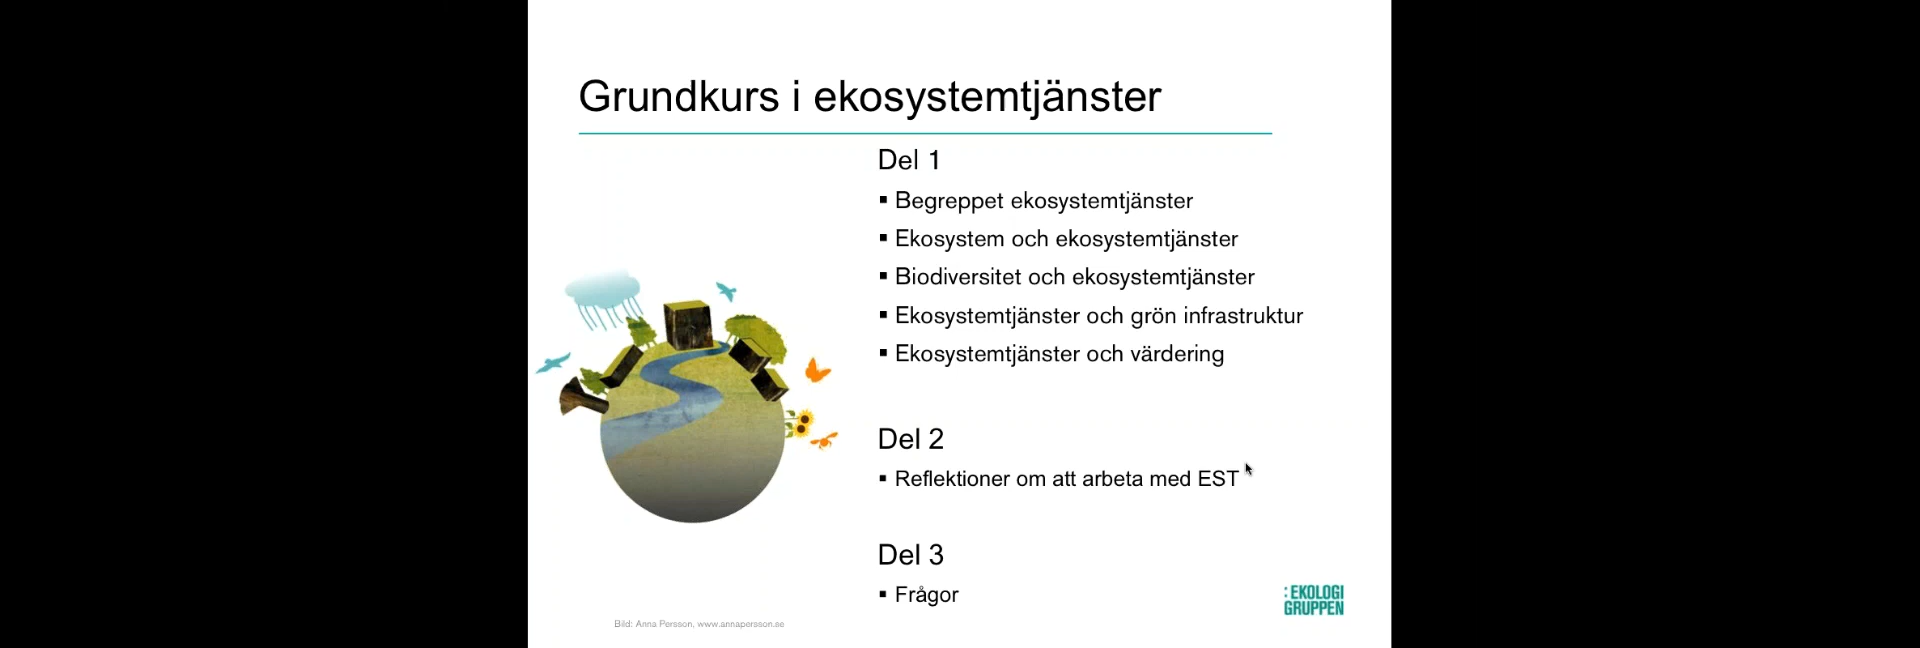 Grundkurs i ekosystemtjänster
Del 1
▪ Begreppet ekosystemtjänster
▪ Ekosystem och ekosystemtjänster
▪ Biodiversitet och ekosystemtjänster
▪ Ekosystemtjänster och grön infrastruktur
▪ Ekosystemtjänster och värdering
Del 2
▪ Reflektioner om att arbeta med EST
Del 3
▪ Frågor
Bild: Anna Persson, www.annapersson.se
:EKOLOGI
GRUPPEN